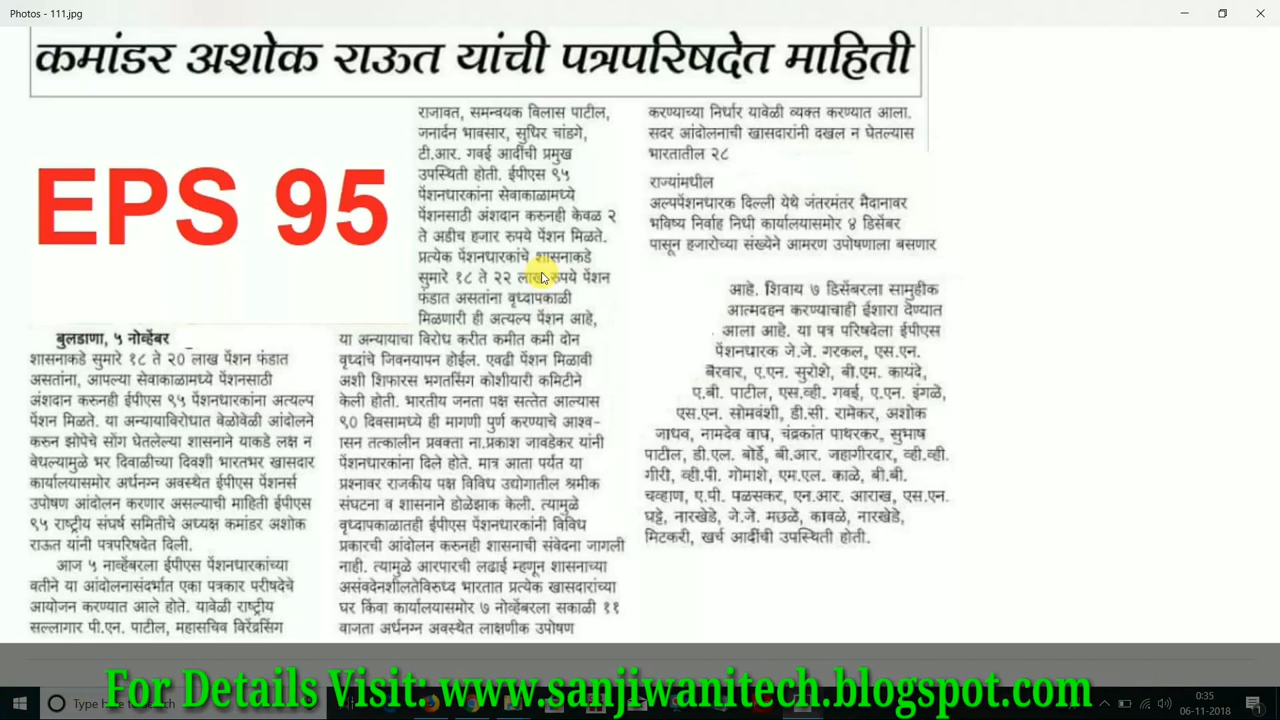 Photos - 111.jpg
कमांडर अशोक राऊत यांची पत्रपरिषदेत माहिती
EPS 95
बुलडाणा, ५ नोव्हेंबर
शासनाकडे सुमारे १८ ते २० लाख पेंशन फंडात
असतांना, आपल्या सेवाकाळामध्ये पेंशनसाठी
अंशदान करुनही ईपीएस ९५ पेंशनधारकांना अत्यल्प
पेंशन मिळते. या अन्यायाविरोधात वेळोवेळी आंदोलने
करुन झोपेचे सोंग घेतलेल्या शासनाने याकडे लक्ष न
वेधल्यामुळे भर दिवाळीच्या दिवशी भारतभर खासदार
कार्यालयासमोर अर्धनग्न अवस्थेत ईपीएस पेंशनर्स
उपोषण आंदोलन करणार असल्याची माहिती ईपीएस
९५ राष्ट्रीय संघर्ष समितीचे अध्यक्ष कमांडर अशोक
राऊत यांनी पत्रपरिषदेत दिली.
आज ५ नाव्हेंबरला ईपीएस पेंशनधारकांच्या
वतीने या आंदोलनासंदर्भात एका पत्रकार परीषदेचे
आयोजन करण्यात आले होते. यावेळी राष्ट्रीय
सल्लागार पी.एन. पाटील, महासचिव विरेंद्रसिंग
राजावत, समन्वयक विलास पाटील,
जनार्दन भावसार, सुधिर चांडगे,
टी.आर. गवई आदींची प्रमुख
उपस्थिती होती. ईपीएस ९५
पेंशनधारकांना सेवाकाळामध्ये
पेंशनसाठी अंशदान करुनही केवळ २
ते अडीच हजार रुपये पेंशन मिळते.
प्रत्येक पेंशनधारकांचे शासनाकडे
सुमारे १८ ते २२ लाख रुपये पेंशन
फंडात असतांना वृध्दापकाळी
मिळणारी ही अत्यल्प पेंशन आहे,
या अन्यायाचा विरोध करीत कमीत कमी दोन
वृध्दांचे जिवनयापन होईल. एवढी पेंशन मिळावी
अशी शिफारस भगतसिंग कोशीयारी कमिटीने
केली होती. भारतीय जनता पक्ष सत्तेत आल्यास
९० दिवसामध्ये ही मागणी पुर्ण करण्याचे आश्व-
ासन तत्कालीन प्रवक्ता ना.प्रकाश जावडेकर यांनी
पेंशनधारकांना दिले होते. मात्र आता पर्यंत या
प्रश्नावर राजकीय पक्ष विविध उद्योगातील श्रमीक
संघटना व शासनाने डोळेझाक केली. त्यामुळे
वृध्दापकाळातही ईपीएस पेंशनधारकांनी विविध
प्रकारची आंदोलन करुनही शासनाची संवेदना जागली
नाही. त्यामुळे आरपारची लढाई म्हणून शासनाच्या
असंवदेनशीलतेविरुध्द भारतात प्रत्येक खासदारांच्या
घर किंवा कार्यालयासमोर ७ नोव्हेंबरला सकाळी ११
वाजता अर्धनग्न अवस्थेत लाक्षणीक उपोषण
करण्याच्या निर्धार यावेळी व्यक्त करण्यात आला.
सदर आंदोलनाची खासदारांनी दखल न घेतल्यास
भारतातील २८
राज्यांमधील
अल्पपेंशनधारक दिल्ली येथे जंतरमंतर मैदानावर
भविष्य निर्वाह निधी कार्यालयासमोर ४ डिसेंबर
पासून हजारोच्या संख्येने आमरण उपोषणाला बसणार
आहे. शिवाय ७ डिसेंबरला सामुहीक
आत्मदहन करण्याचाही ईशारा देण्यात
आला आहे. या पत्र परिषदेला ईपीएस
पेंशनधारक जे.जे. गरकल, एस.एन.
बैरवार, ए.एन. सुरोशे, बी.एम. कायंदे,
ए.बी. पाटील, एस.व्ही. गवई, ए.एन. इंगळे,
एस.एन. सोमवंशी, डी.सी. रामेकर, अशोक
जाधव, नामदेव वाघ, चंद्रकांत पाथरकर, सुभाष
पाटील, डी.एल. बोर्डे, बी.आर. जहागीरदार, व्ही.व्ही.
गीरी, व्ही.पी. गोमाशे, एम.एल. काळे, बी.बी.
चव्हाण, ए.पी. पळसकर, एन.आर. आराख, एस.एन.
घट्टे, नारखेडे, जे.जे. मछळे, कावळे, नारखेडे,
मिटकरी, खर्च आदींची उपस्थिती होती.
For Details Visit: www.sanjiwanitech.blogspot.com
0:35
06-11-2018